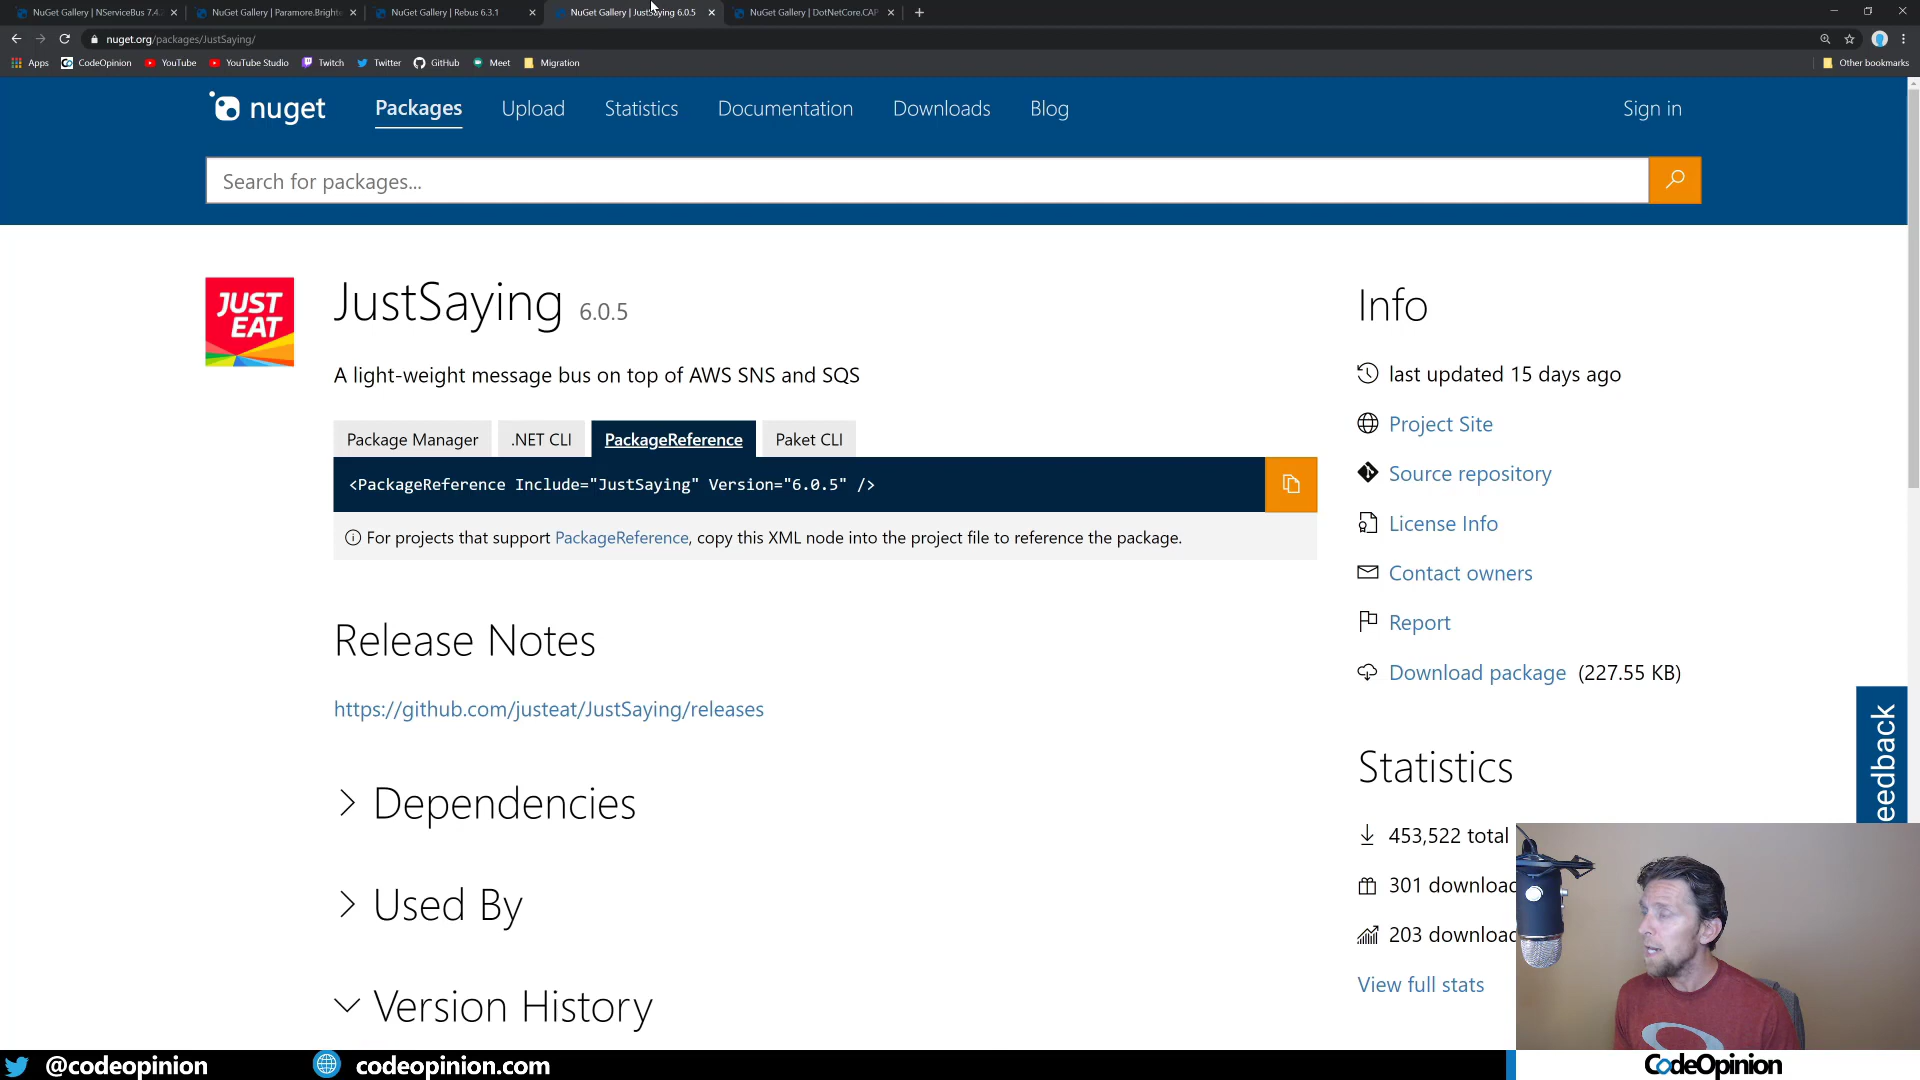 NuGet Gallery | NServiceBus 7.4.
NuGet Gallery | Paramore.Brighte
NuGet Gallery | Rebus 6.3.1
NuGet Gallery | JustSaying 6.0.5
NuGet Gallery | DotNetCore.CAP
nuget.org/packages/JustSaying/
Apps
CodeOpinion
YouTube
YouTube Studio
Twitch
Twitter
GitHub
Meet
Migration
Other bookmarks
nuget
Packages
Upload
Statistics
Documentation
Downloads
Blog
Sign in
Search for packages...
JUST
EAT
JustSaying 6.0.5
A light-weight message bus on top of AWS SNS and SQS
Package Manager
.NET CLI
PackageReference
Paket CLI
<PackageReference Include="JustSaying" Version="6.0.5" />
For projects that support PackageReference, copy this XML node into the project file to reference the package.
Release Notes
https://github.com/justeat/JustSaying/releases
Dependencies
Used By
Version History
Info
last updated 15 days ago
Project Site
Source repository
License Info
Contact owners
Report
Download package (227.55 KB)
Statistics
453,522 total
301 download
203 download
View full stats
eedback
@codeopinion
codeopinion.com
CodeOpinion